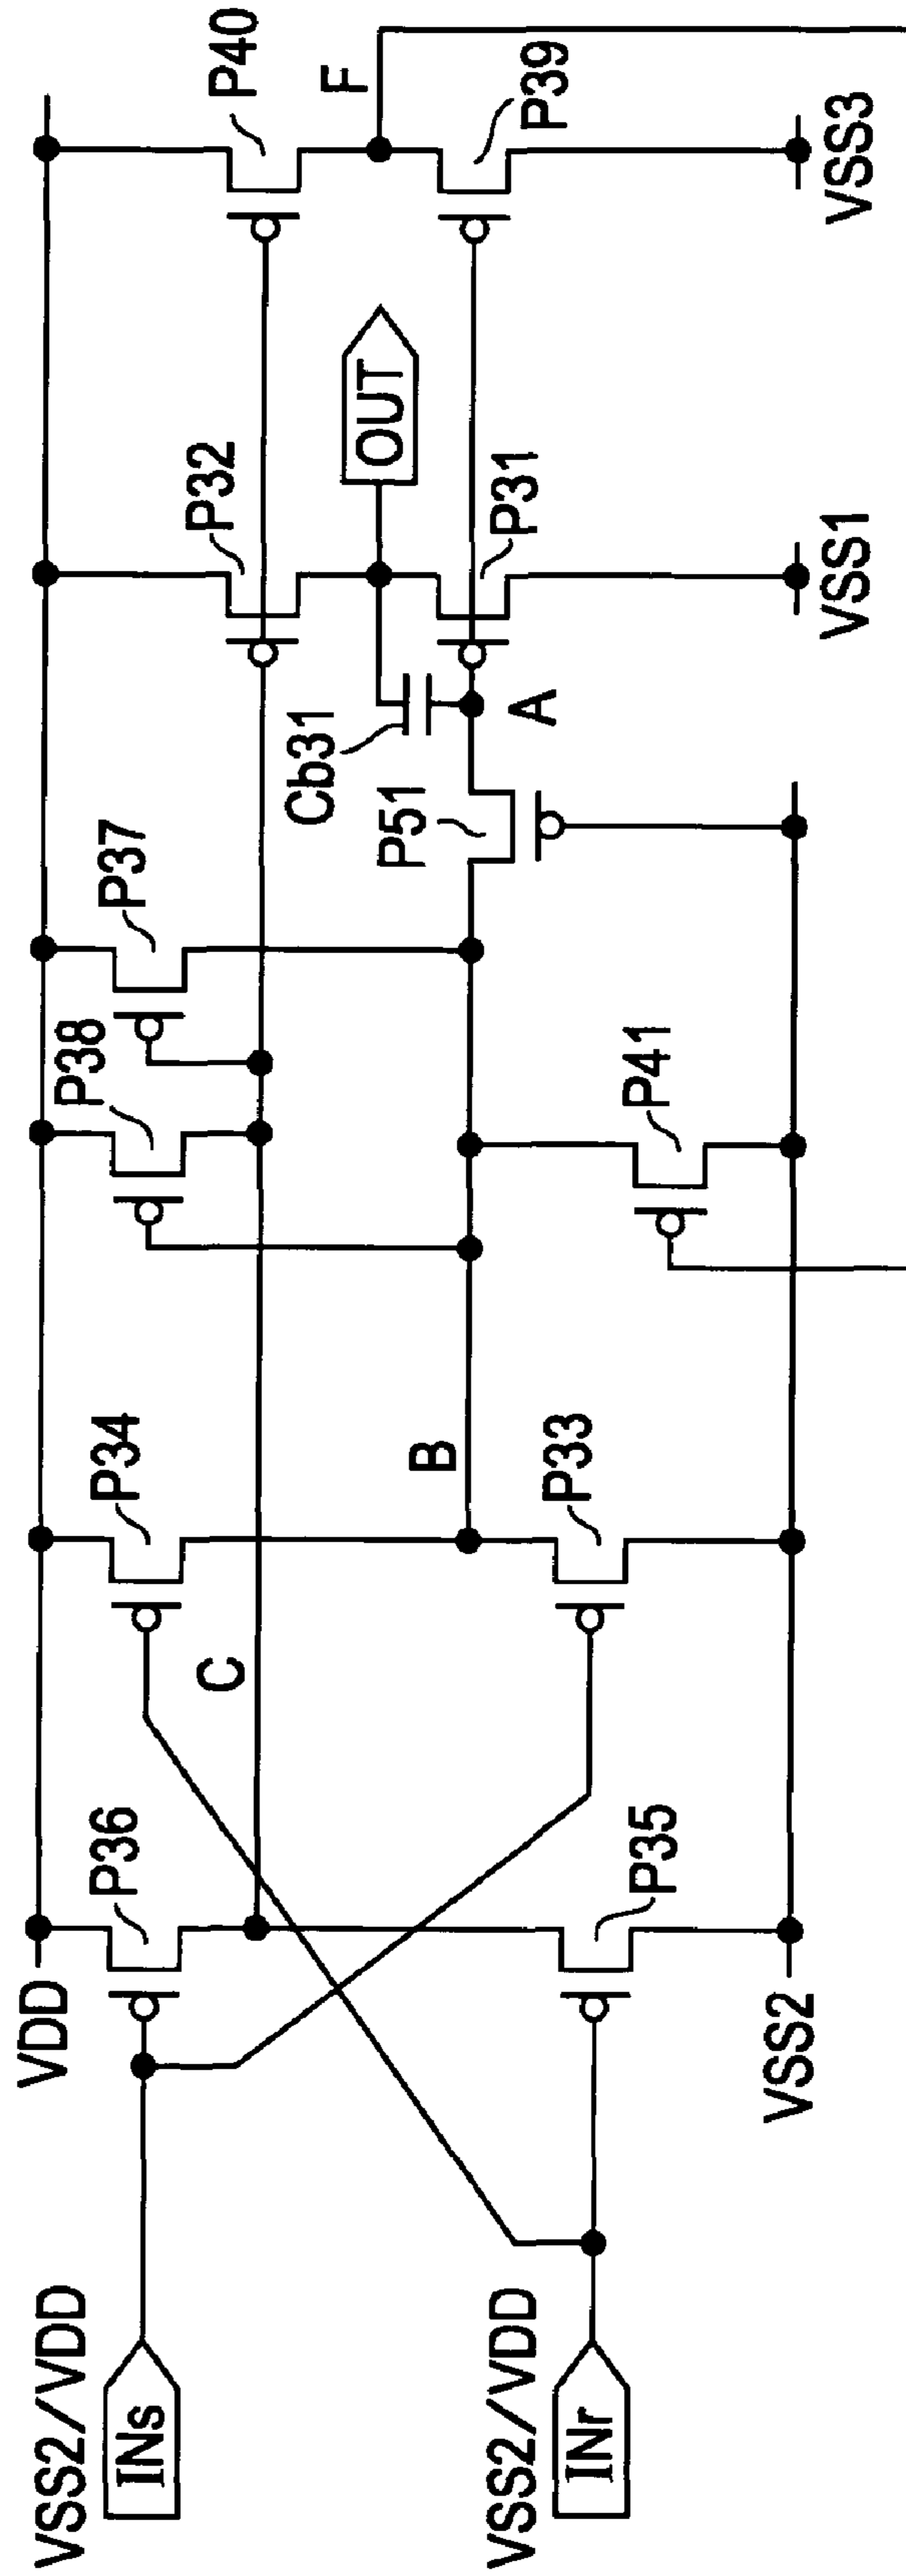 VDD
P36
P34
P38
P37
P32
P40
F
C
B
Cb31
OUT
P39
P51
A
P31
VSS2/VDD
INs
P35
P33
P41
VSS2/VDD
INr
VSS2
VSS1
VSS3